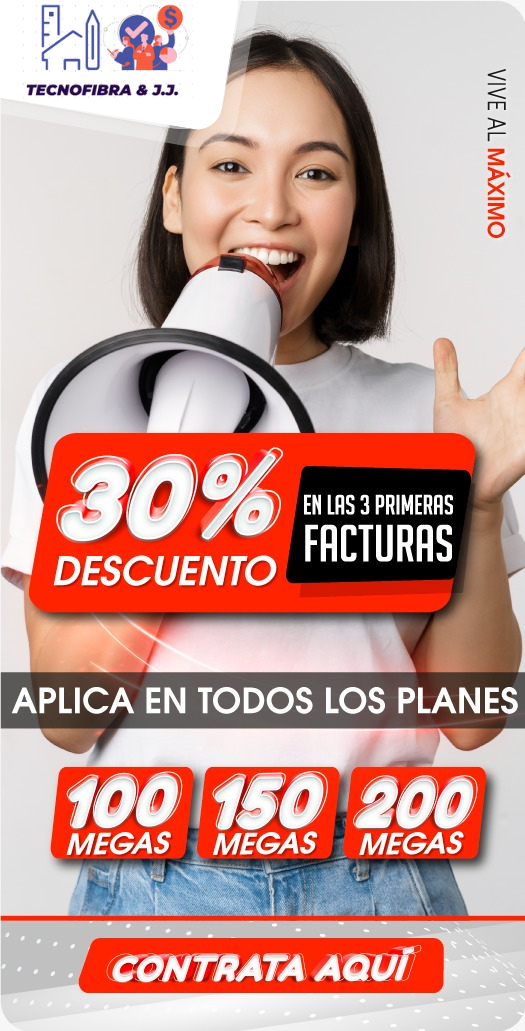 TECNOFIBRA & J.J.
VIVE AL MÁXIMO
30%
DESCUENTO
EN LAS 3 PRIMERAS
FACTURAS
APLICA EN TODOS LOS PLANES
100
MEGAS
150
MEGAS
200
MEGAS
CONTRATA AQUÍ